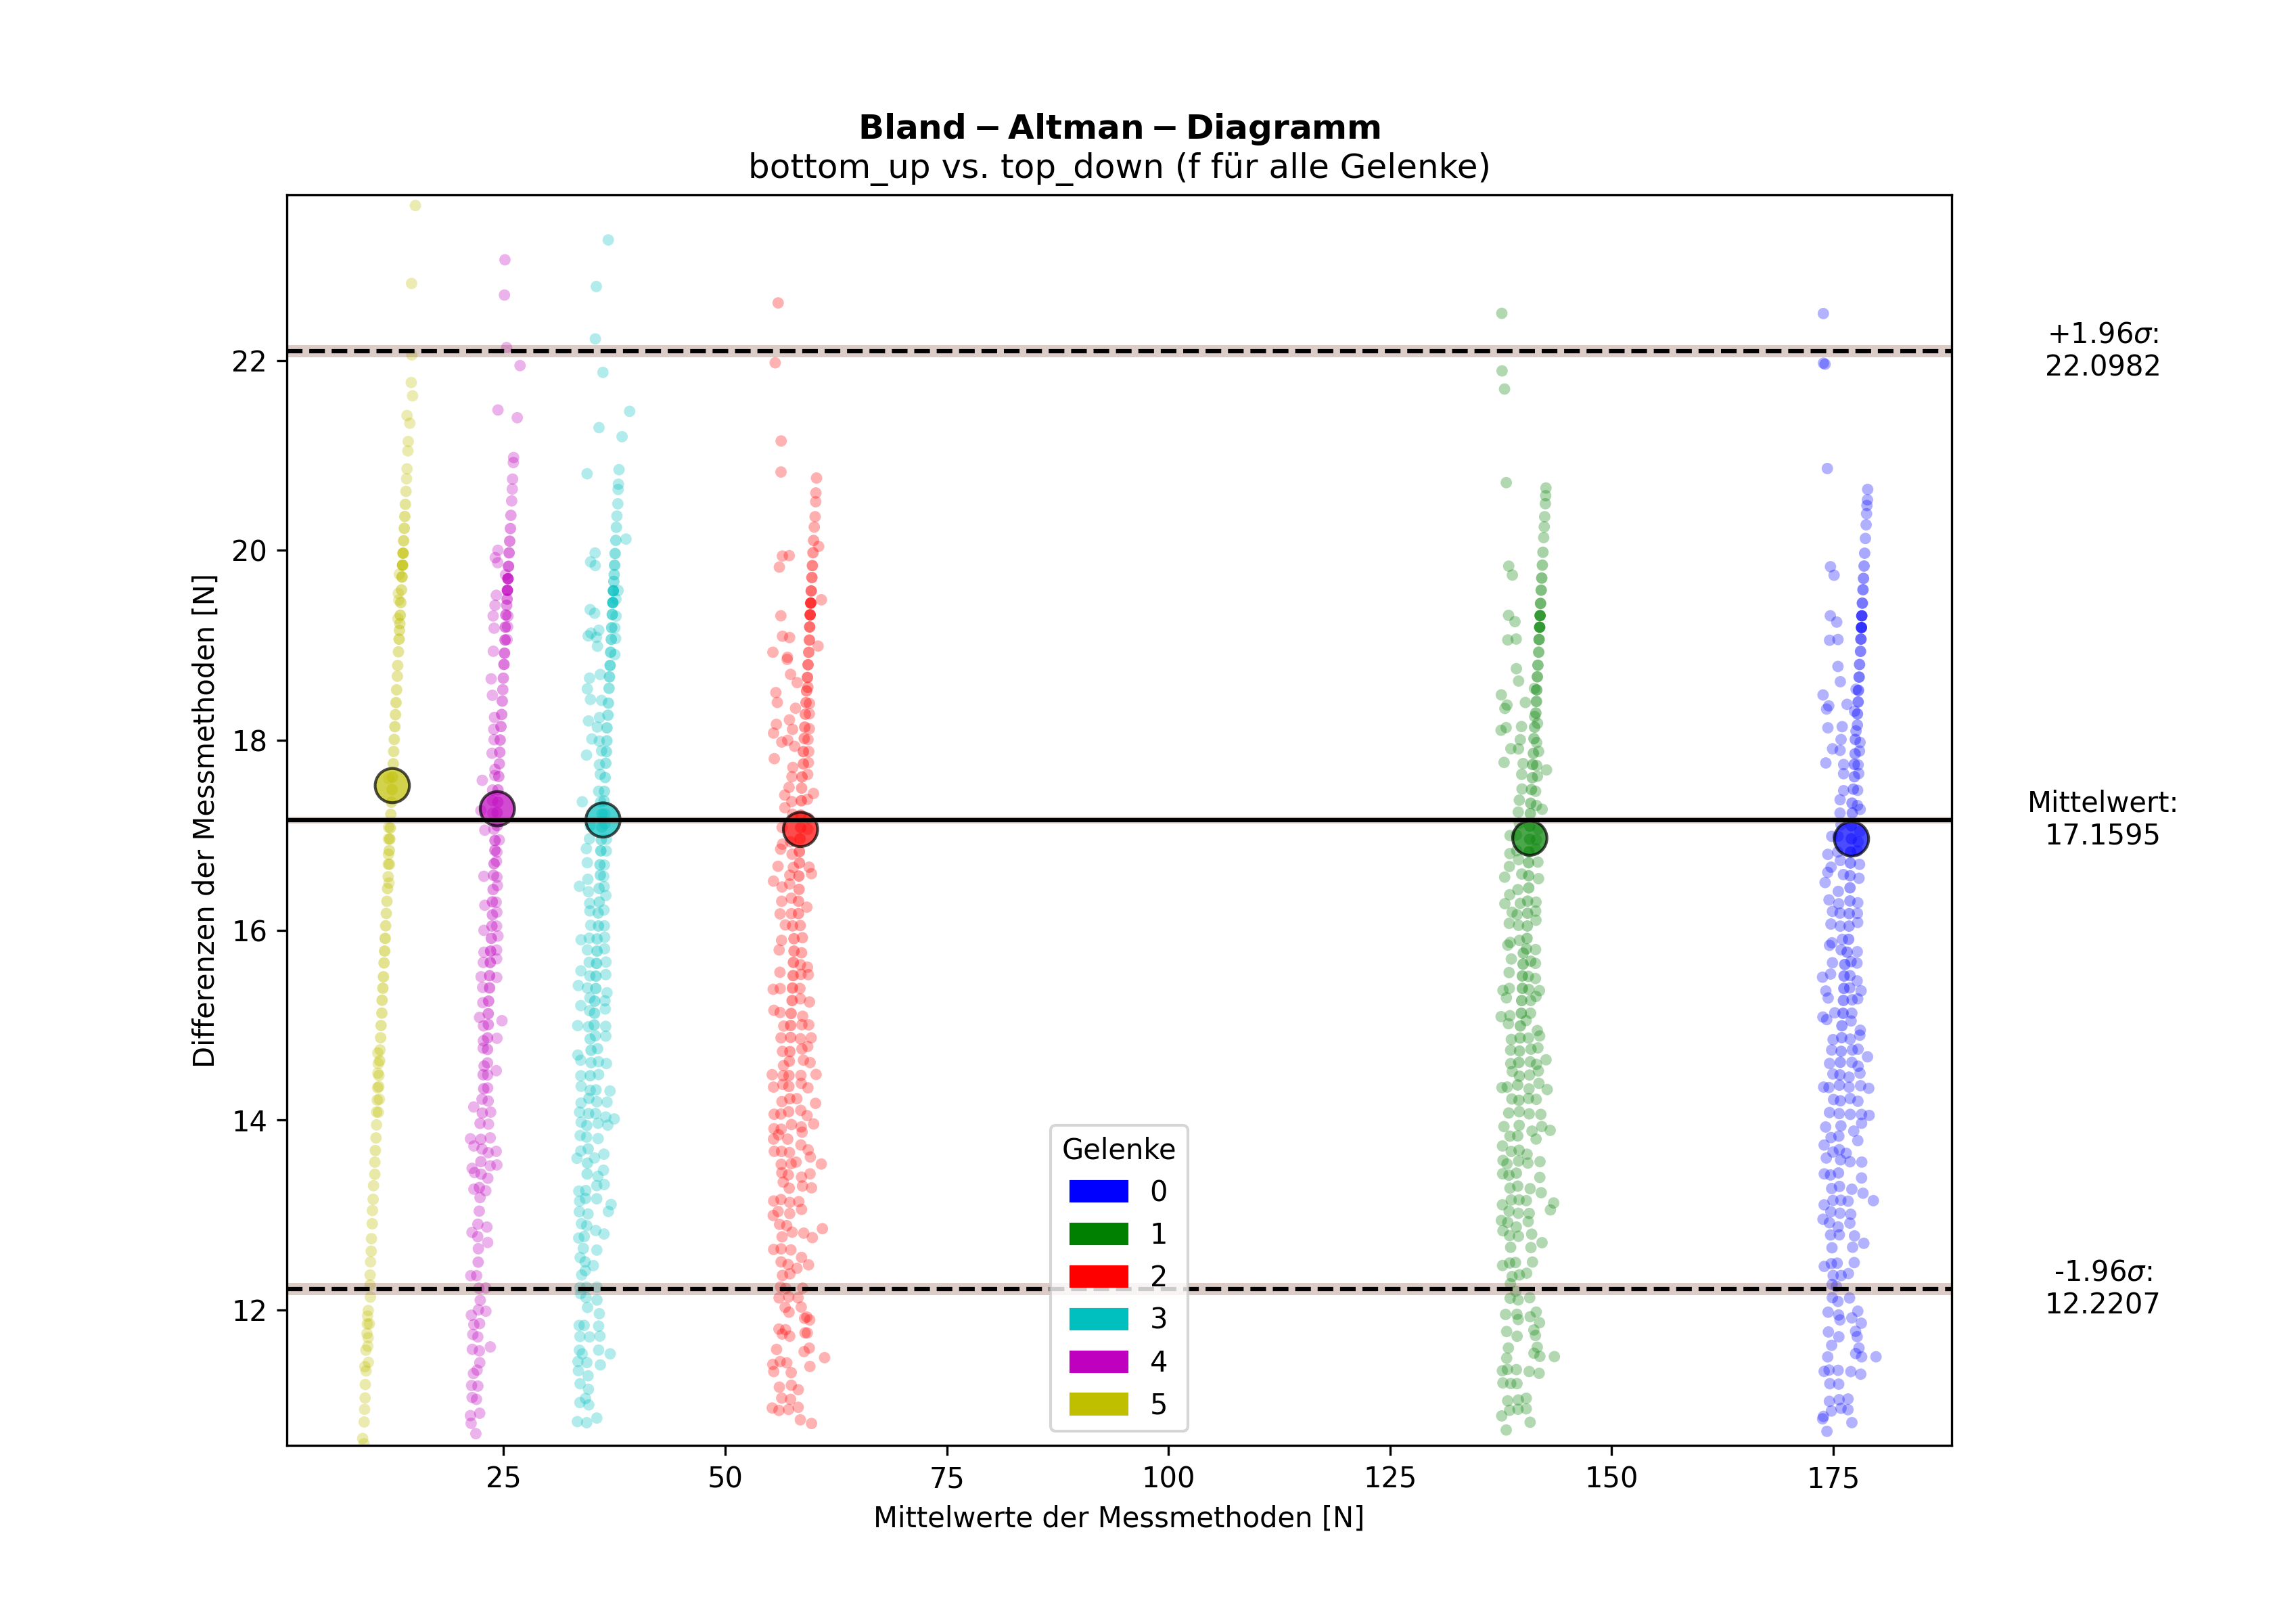 Bland − Altman − Diagramm
bottom_up vs. top_down (f für alle Gelenke)
Differenzen der Messmethoden [N]
22
20
18
16
14
12
+1.96σ:
22.0982
Mittelwert:
17.1595
-1.96σ:
12.2207
Gelenke
0
1
2
3
4
5
25
50
75
100
125
150
175
Mittelwerte der Messmethoden [N]